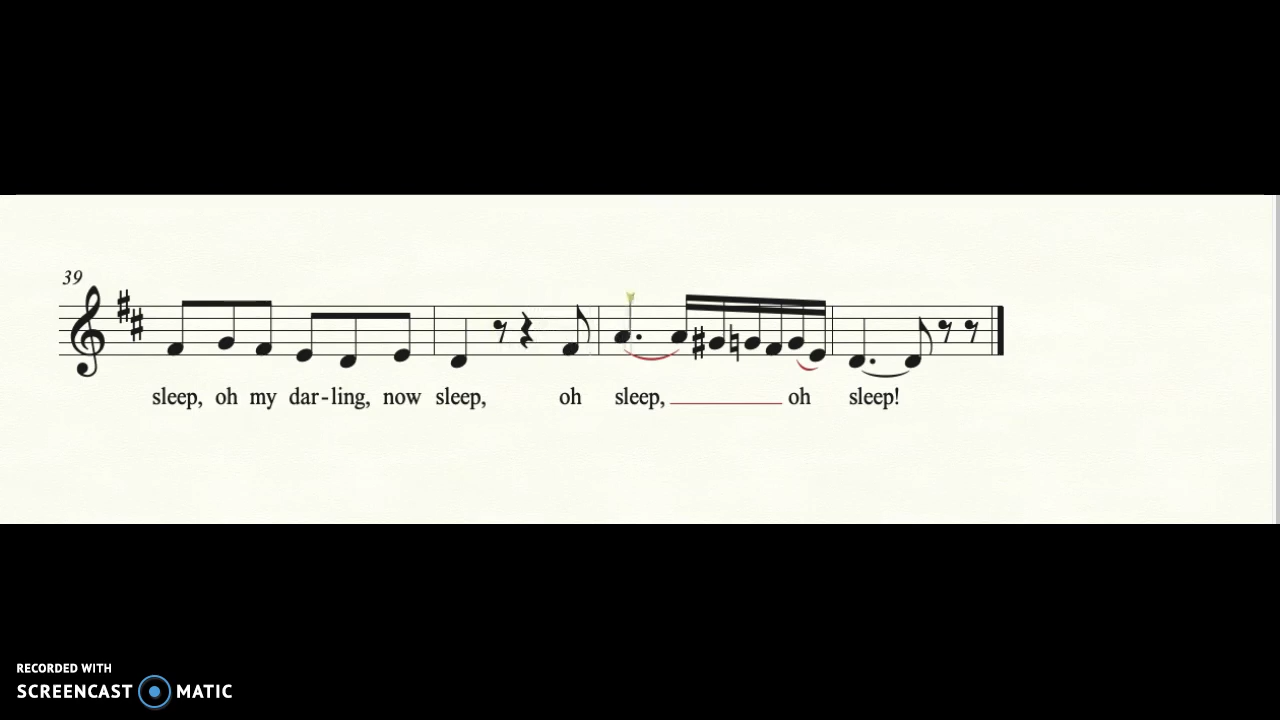 39
sleep, oh my dar-ling, now sleep, oh sleep, oh sleep!
RECORDED WITH
SCREENCAST MATIC